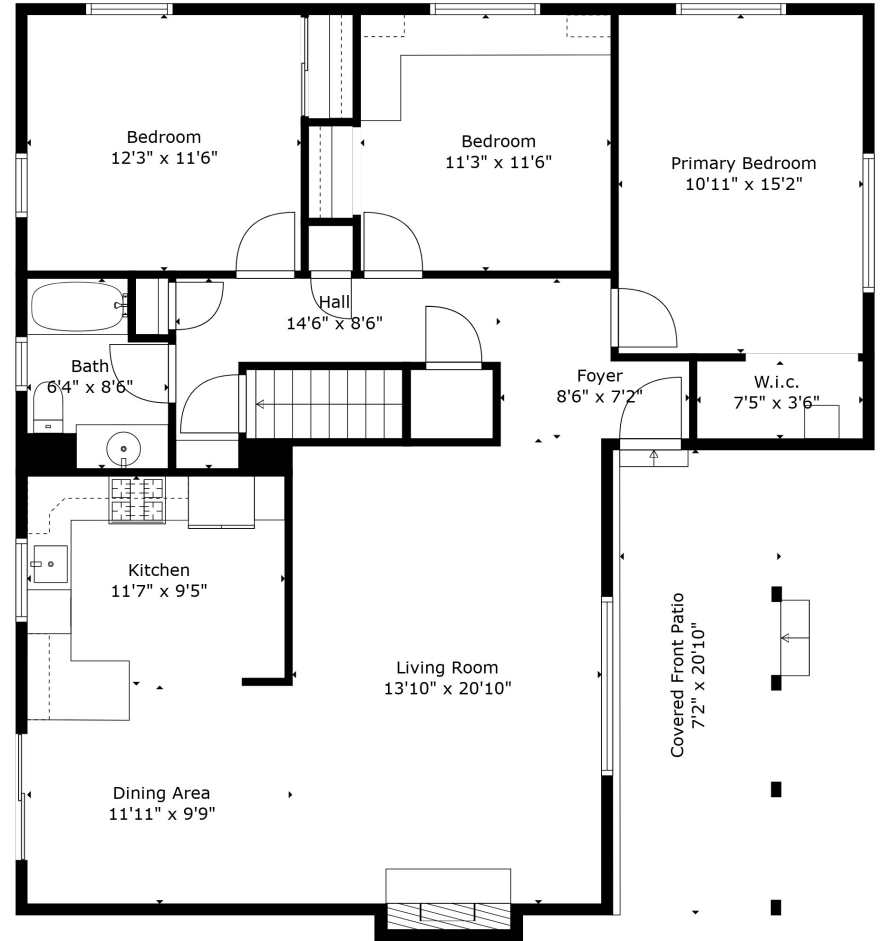 Bedroom
12'3" x 11'6"
Bedroom
11'3" x 11'6"
Primary Bedroom
10'11" x 15'2"
Hall
14'6" x 8'6"
Bath
6'4" x 8'6"
Foyer
8'6" x 7'2"
W.i.c.
7'5" x 3'6"
Kitchen
11'7" x 9'5"
Living Room
13'10" x 20'10"
Covered Front Patio
7'2" x 20'10"
Dining Area
11'11" x 9'9"